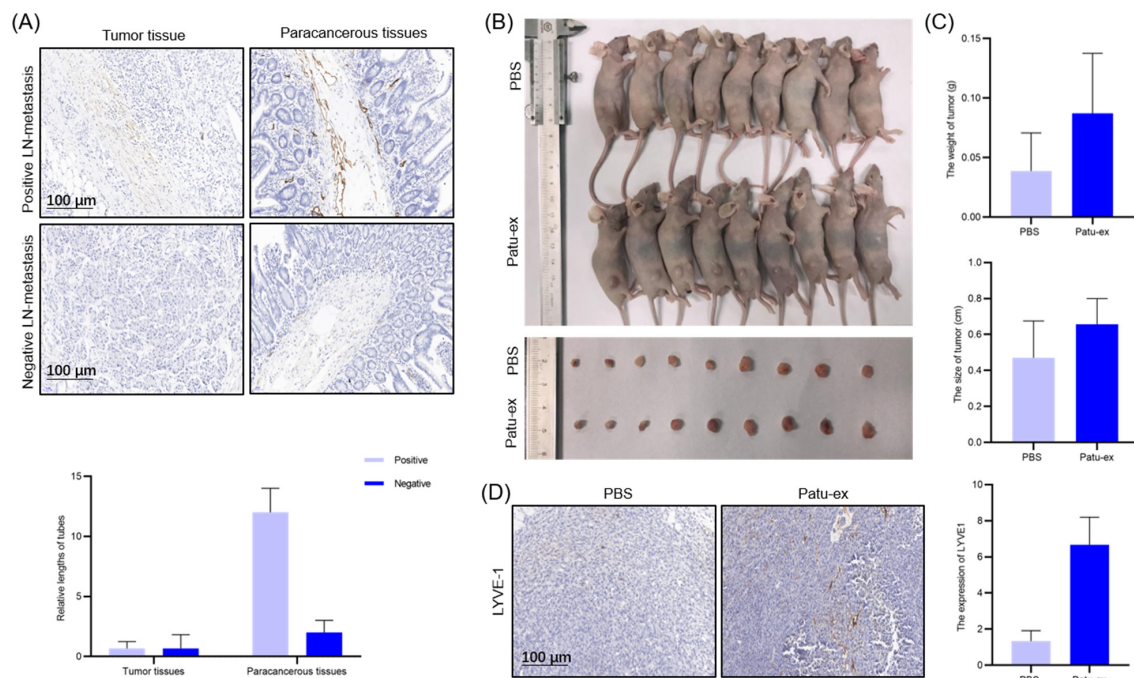 (A)
Tumor tissue
Paracancerous tissues
Positive LN-metastasis
100 µm
Negative LN-metastasis
100 µm
15
10
5
0
Relative lengths of tubes
Positive
Negative
Tumor tissues
Paracancerous tissues
(B)
PBS
Patu-ex
PBS
Patu-ex
(C)
0.15
0.10
0.05
0.00
The weight of tumor (g)
PBS
Patu-ex
1.0
0.8
0.6
0.4
0.2
0.0
The size of tumor (cm)
PBS
Patu-ex
(D)
PBS
Patu-ex
LYVE-1
100 µm
10
8
6
4
2
0
The expression of LYVE1
PBS
Patu-ex